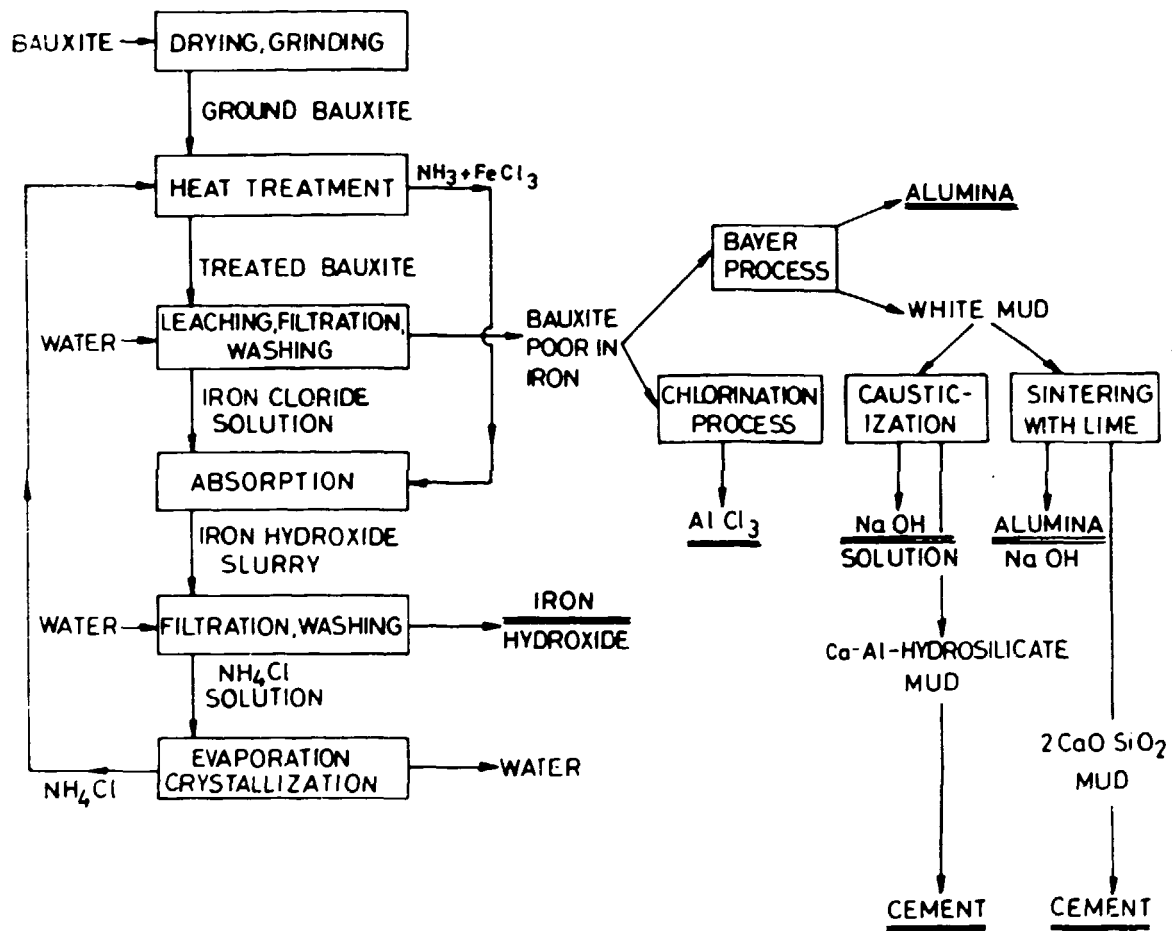 BAUXITE
DRYING, GRINDING
GROUND BAUXITE
HEAT TREATMENT
NH3+FeCl3
TREATED BAUXITE
WATER
LEACHING, FILTRATION,
WASHING
IRON CLORIDE
SOLUTION
ABSORPTION
IRON HYDROXIDE
SLURRY
WATER
FILTRATION, WASHING
IRON
HYDROXIDE
NH4Cl
SOLUTION
EVAPORATION
CRYSTALLIZATION
NH4Cl
WATER
BAUXITE
POOR IN
IRON
BAYER
PROCESS
ALUMINA
WHITE MUD
CHLORINATION
PROCESS
AlCl3
CAUSTIC-
IZATION
SINTERING
WITH LIME
NaOH
SOLUTION
ALUMINA
NaOH
Ca-Al-HYDROSILICATE
MUD
2CaO SiO2
MUD
CEMENT
CEMENT